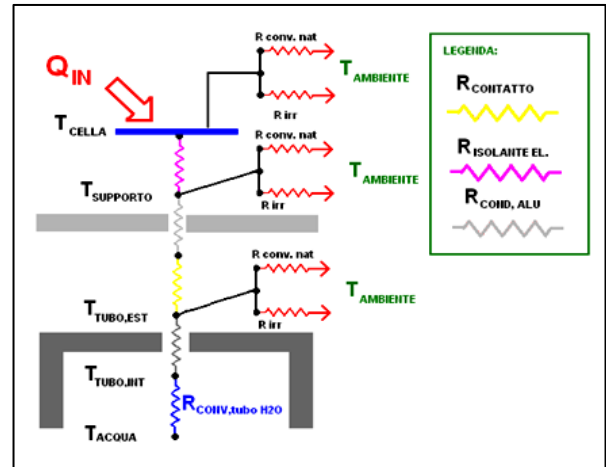 R conv. nat
Q IN
T AMBIENTE
R irr
T CELLA
R conv. nat
T AMBIENTE
T SUPPORTO
R irr
R conv. nat
T AMBIENTE
T TUBO,EST
R irr
T TUBO,INT
R CONV,tubo H2O
T ACQUA
LEGENDA:
R CONTATTO
R ISOLANTE EL.
R COND, ALU